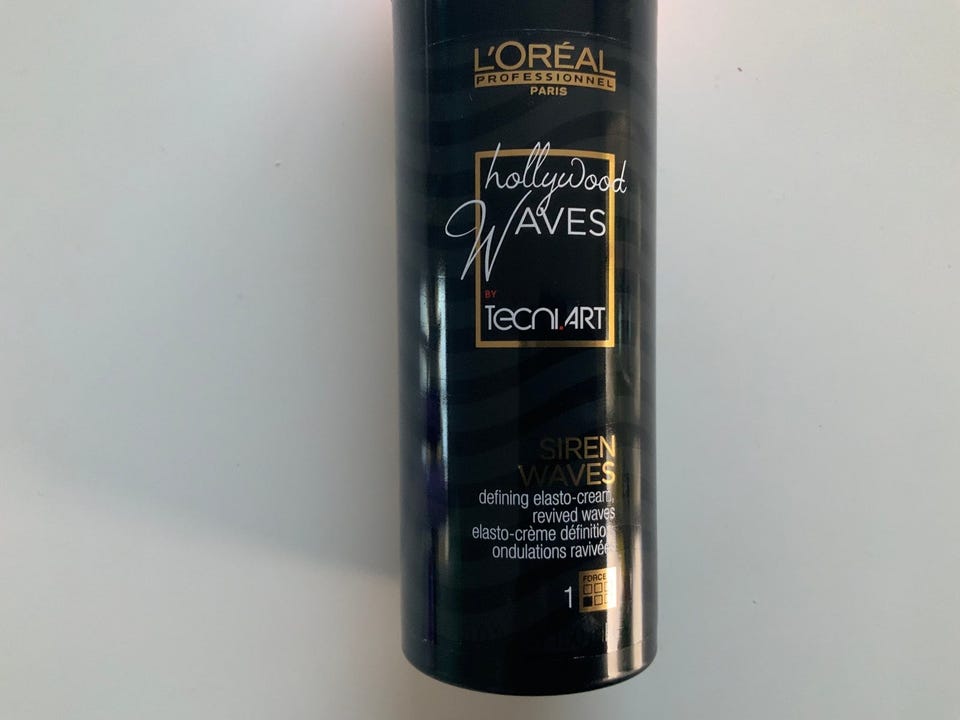 L'ORÉAL
PROFESSIONNEL
PARIS
hollywood
WAVES
BY
Tecni.ART
SIREN
WAVES
defining elasto-cream,
revived waves
elasto-crème définition
ondulations ravivées
FORCE
1